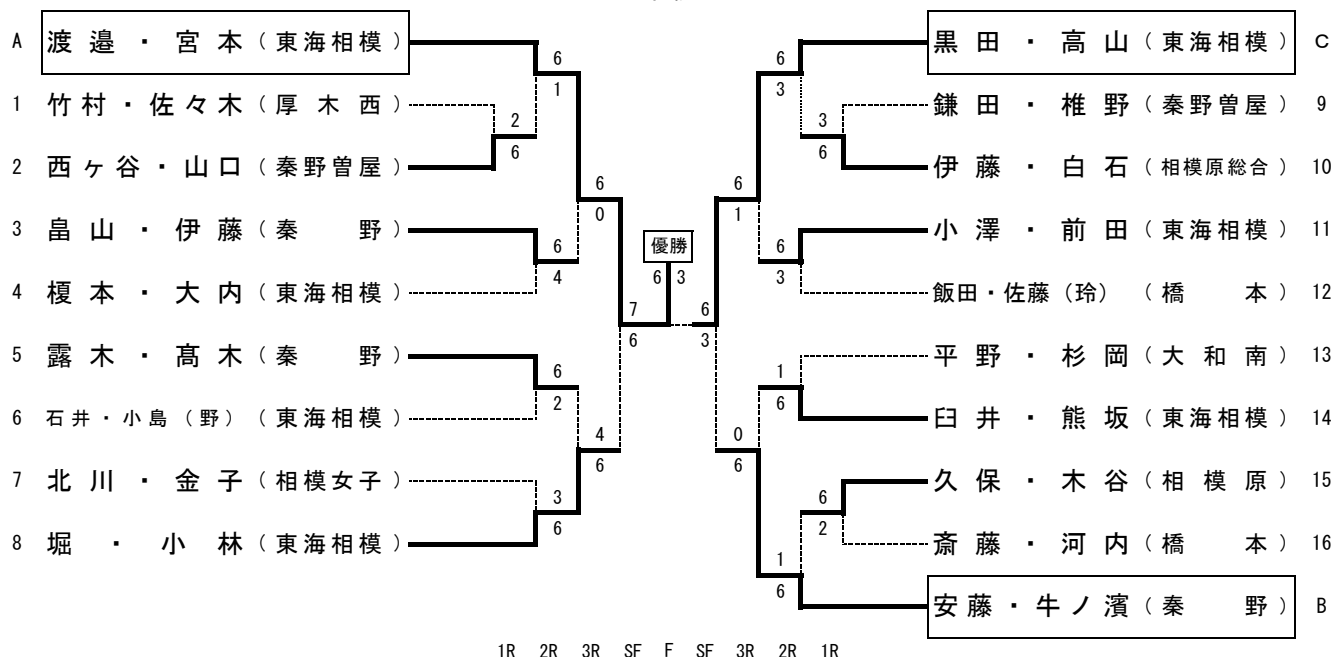 A 渡邉・宮本（東海相模）
1 竹村・佐々木（厚木西）
2 西ヶ谷・山口（秦野曽屋）
3 畠山・伊藤（秦野）
4 榎本・大内（東海相模）
5 露木・髙木（秦野）
6 石井・小島（野）（東海相模）
7 北川・金子（相模女子）
8 堀・小林（東海相模）
6
1
2
6
6
0
6
4
7
6
6
2
4
6
3
6
優勝
6 3
6
3
6
1
6
3
3
6
6
3
1
6
0
6
6
2
1
6
黒田・高山（東海相模） C
鎌田・椎野（秦野曽屋） 9
伊藤・白石（相模原総合） 10
小澤・前田（東海相模） 11
飯田・佐藤（玲）（橋本） 12
平野・杉岡（大和南） 13
臼井・熊坂（東海相模） 14
久保・木谷（相模原） 15
斎藤・河内（橋本） 16
安藤・牛ノ濱（秦野） B
1R 2R 3R SF F SF 3R 2R 1R